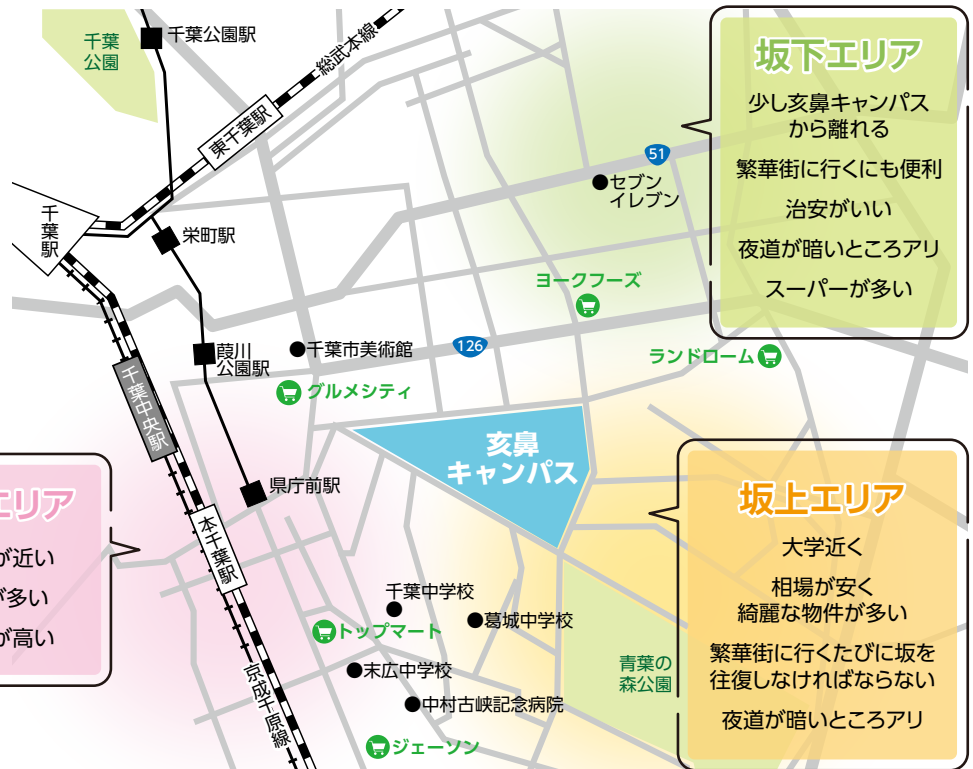 千葉
公園
千葉公園駅
総武本線
東千葉駅
千葉駅
栄町駅
葭川
公園駅
千葉市美術館
126
51
セブン
イレブン
ヨークフーズ
ランドローム
グルメシティ
千葉中央駅
亥鼻
キャンパス
県庁前駅
本千葉駅
千葉中学校
葛城中学校
トップマート
末広中学校
中村古峡記念病院
ジェーソン
京成千原線
青葉の
森公園
坂下エリア
少し亥鼻キャンパス
から離れる
繁華街に行くにも便利
治安がいい
夜道が暗いところアリ
スーパーが多い
エリア
が近い
が多い
が高い
坂上エリア
大学近く
相場が安く
綺麗な物件が多い
繁華街に行くたびに坂を
往復しなければならない
夜道が暗いところアリ